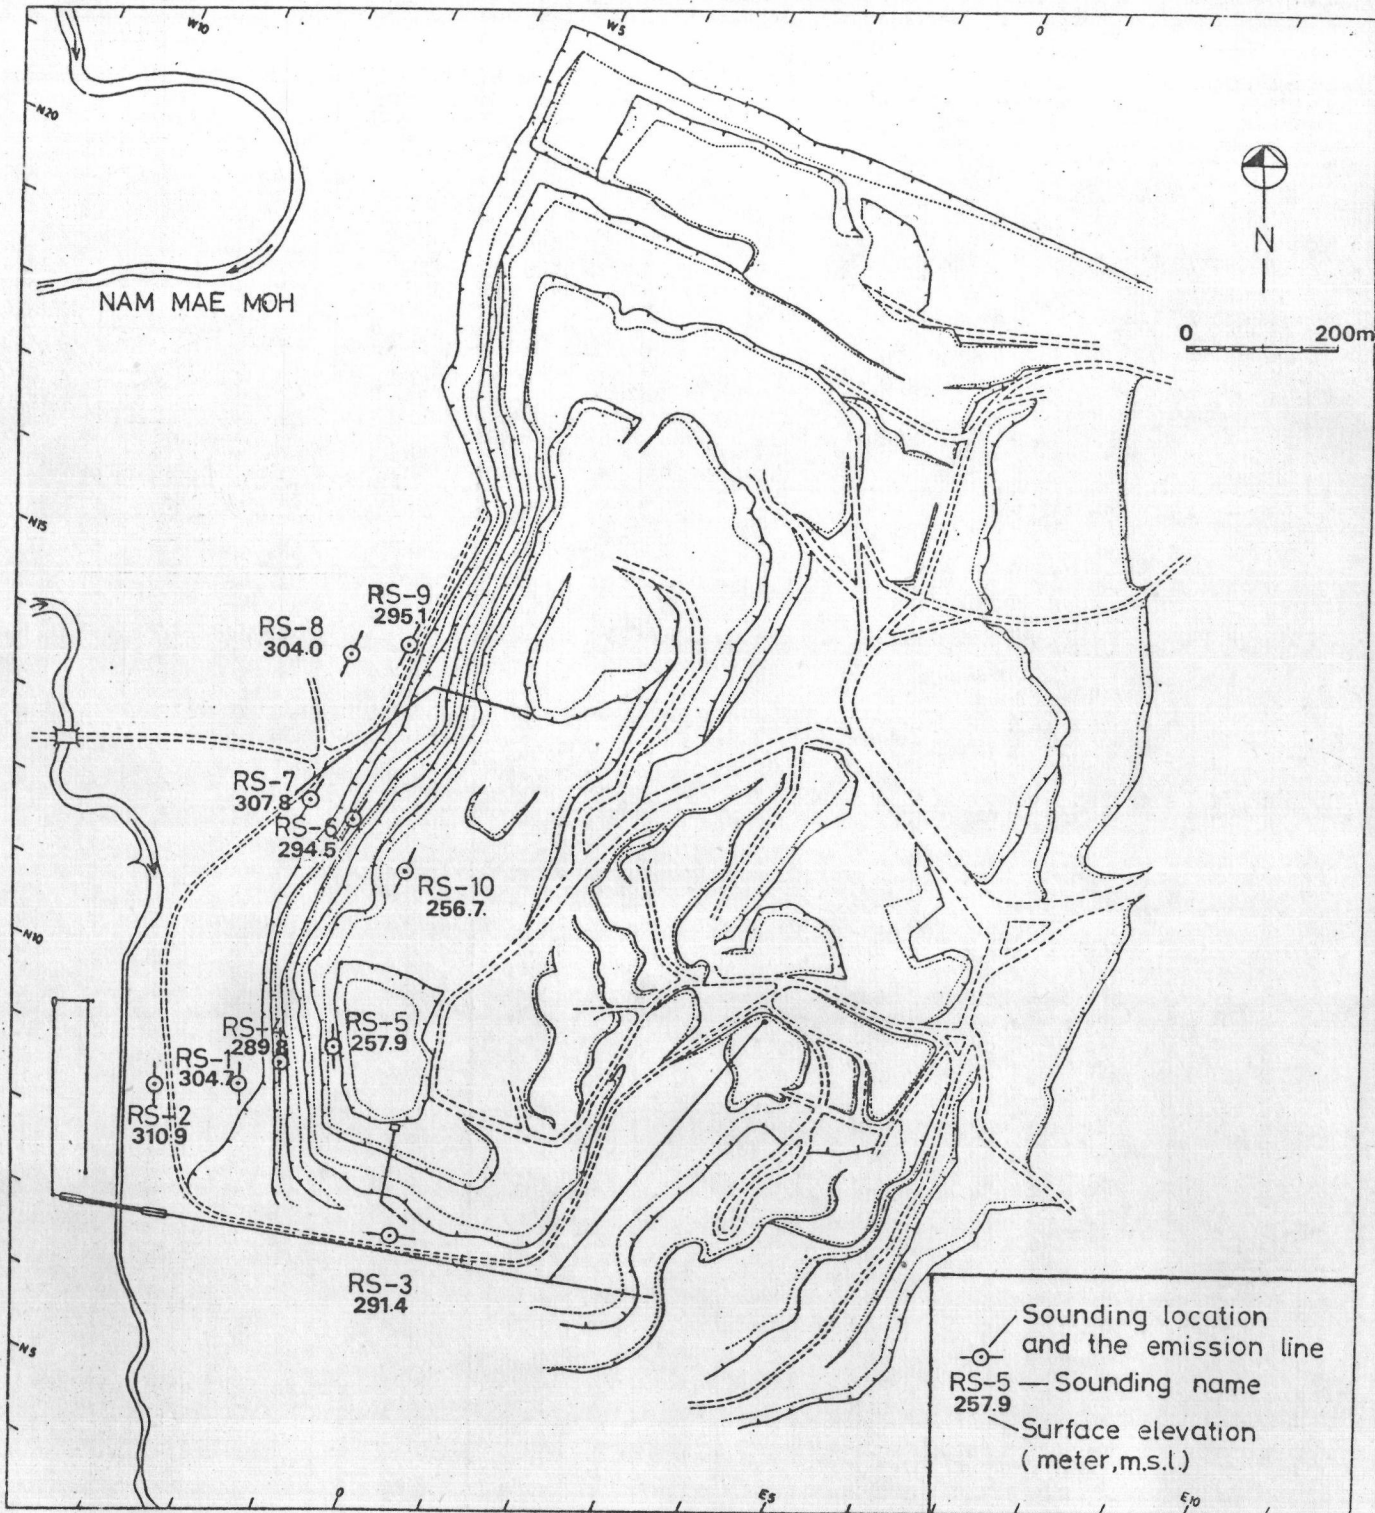 W10
W5
0
N20
N
NAM MAE MOH
0 200m
N15
RS-9
295.1
RS-8
304.0
RS-7
307.8
RS-6
294.5
RS-10
256.7.
N10
RS-4
289.8
RS-5
257.9
RS-1
304.7
RS-2
310.9
RS-3
291.4
N5
Sounding location
and the emission line
RS-5 — Sounding name
257.9
Surface elevation
(meter,m.s.l.)
0
E5
E10